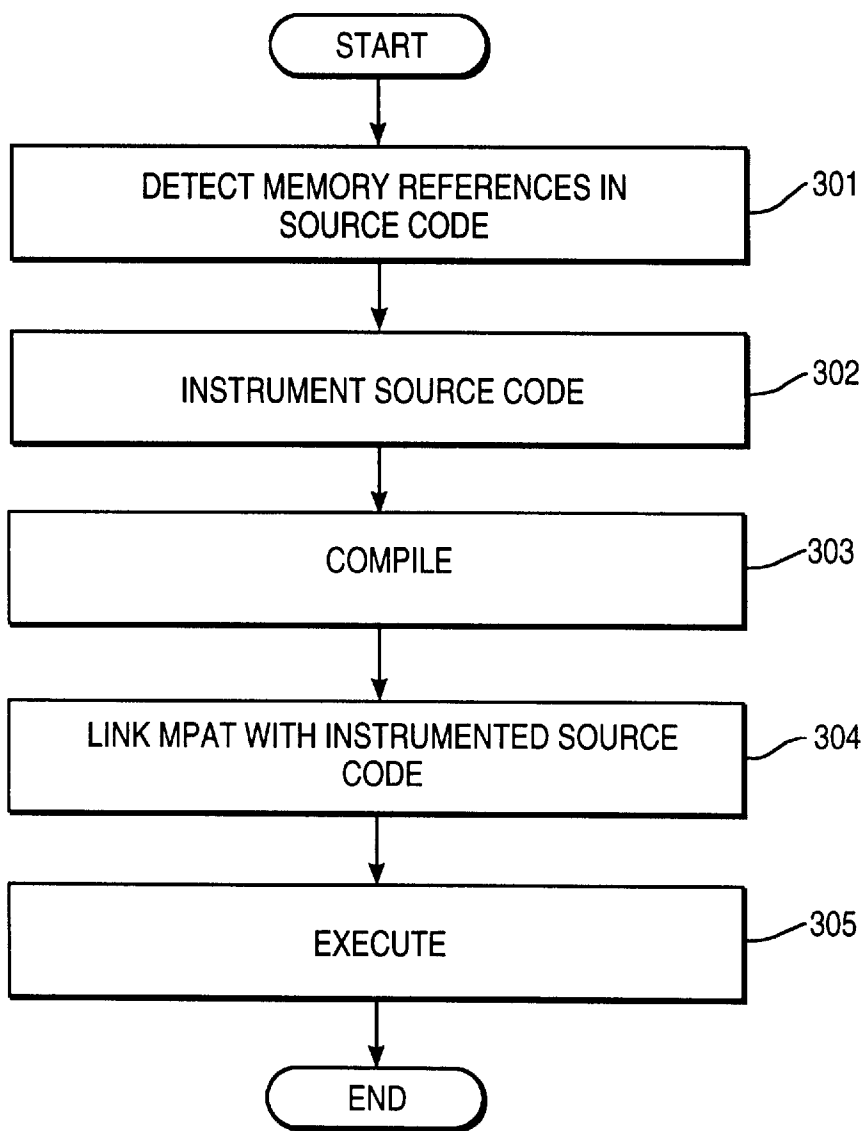 START
DETECT MEMORY REFERENCES IN
SOURCE CODE
301
INSTRUMENT SOURCE CODE
302
COMPILE
303
LINK MPAT WITH INSTRUMENTED SOURCE
CODE
304
EXECUTE
305
END